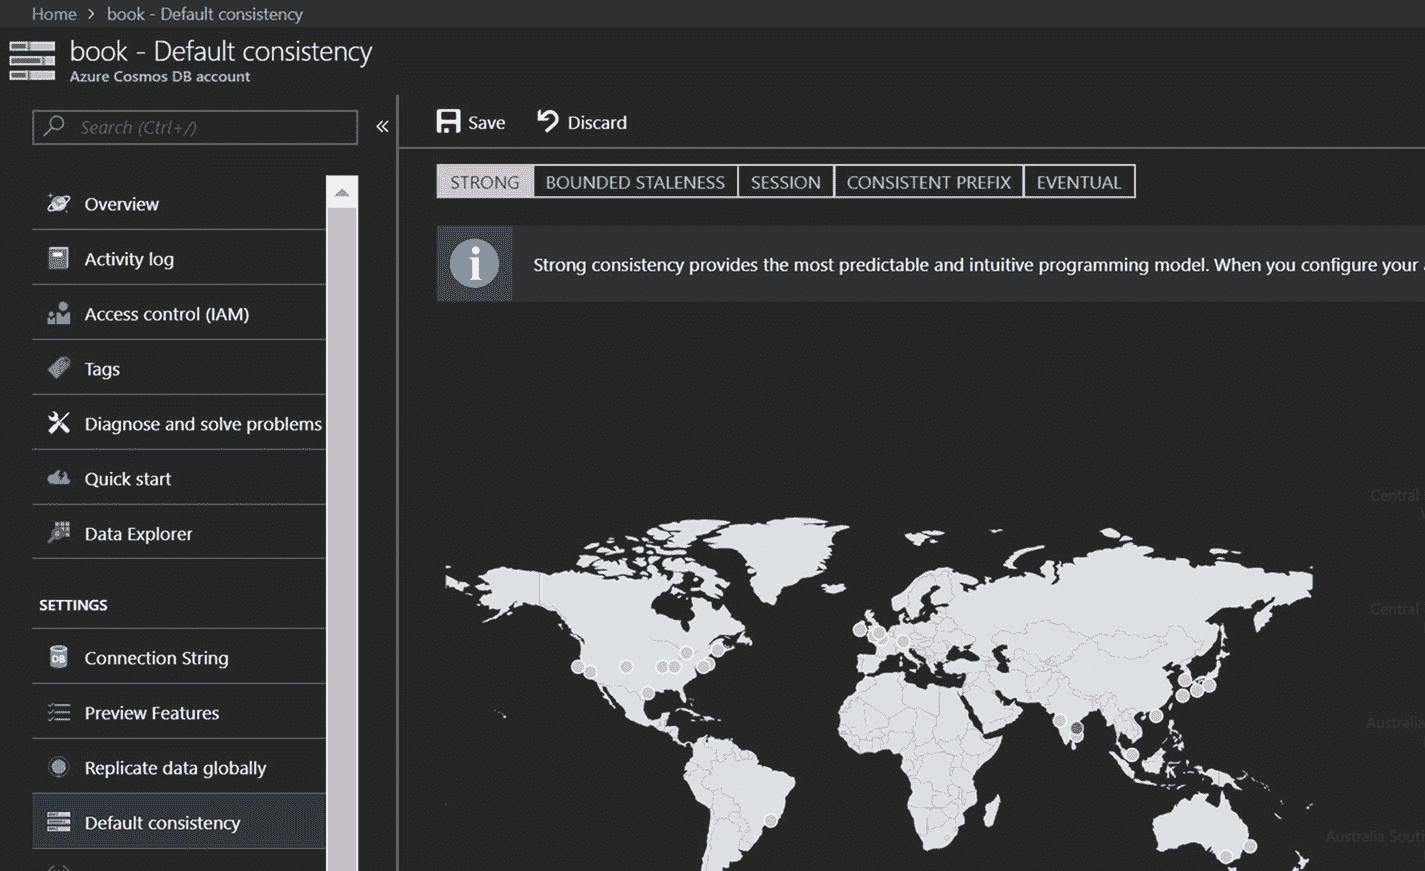 Home > book - Default consistency
book - Default consistency
Azure Cosmos DB account
Search (Ctrl+/)
«
Save Discard
STRONG BOUNDED STALENESS SESSION CONSISTENT PREFIX EVENTUAL
Overview
Activity log
Access control (IAM)
Tags
Diagnose and solve problems
Quick start
Data Explorer
SETTINGS
DB
Connection String
Preview Features
Replicate data globally
Default consistency
i
Strong consistency provides the most predictable and intuitive programming model. When you configure your
Central
Central
Australia
Australia